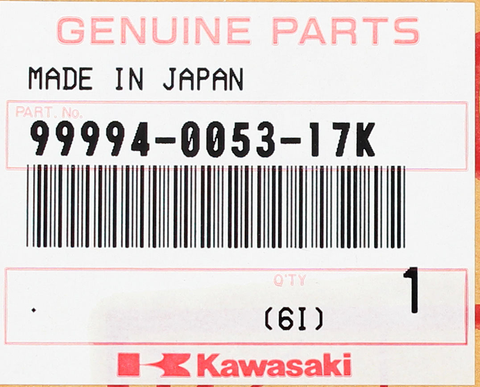 GENUINE PARTS
MADE IN JAPAN
PART. No.
99994-0053-17K
Q'TY
1
(6I)
Kawasaki